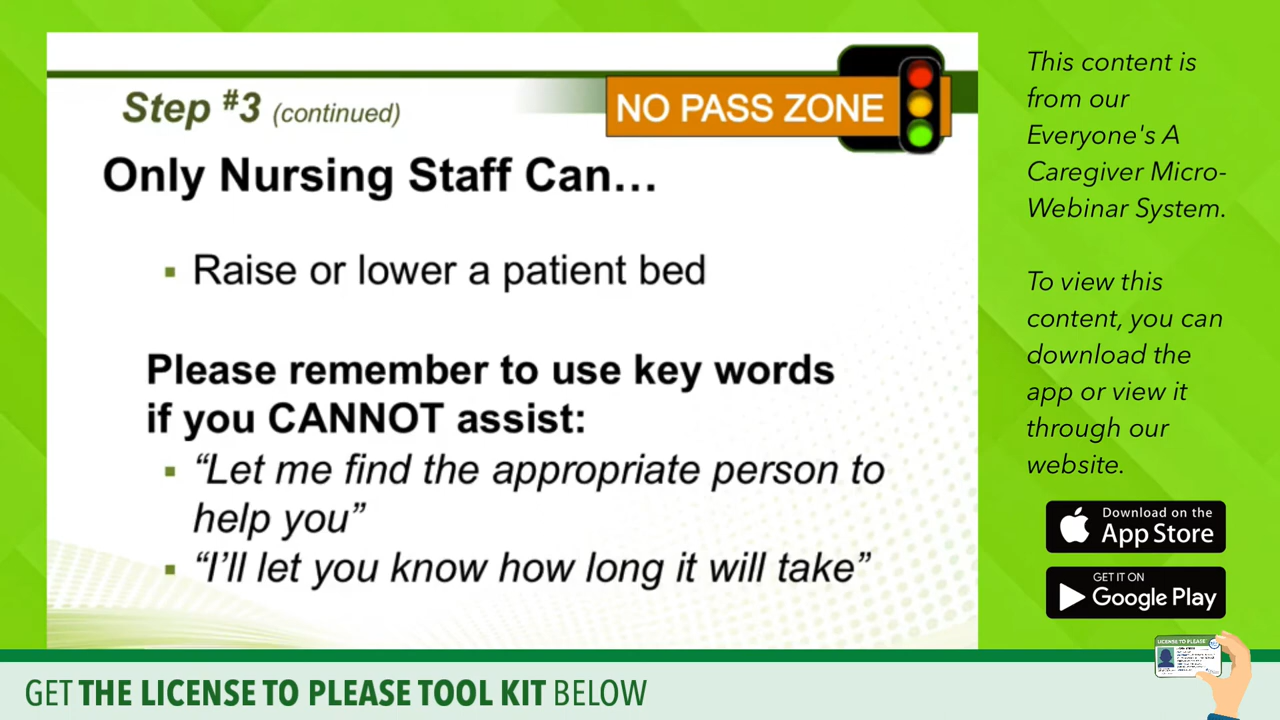 Step #3 (continued)
NO PASS ZONE
Only Nursing Staff Can...
▪ Raise or lower a patient bed
Please remember to use key words
if you CANNOT assist:
▪ “Let me find the appropriate person to
help you”
▪ “I’ll let you know how long it will take”
This content is
from our
Everyone's A
Caregiver Micro-
Webinar System.
To view this
content, you can
download the
app or view it
through our
website.
Download on the
App Store
GET IT ON
Google Play
LICENSE TO PLEASE
GET THE LICENSE TO PLEASE TOOL KIT BELOW